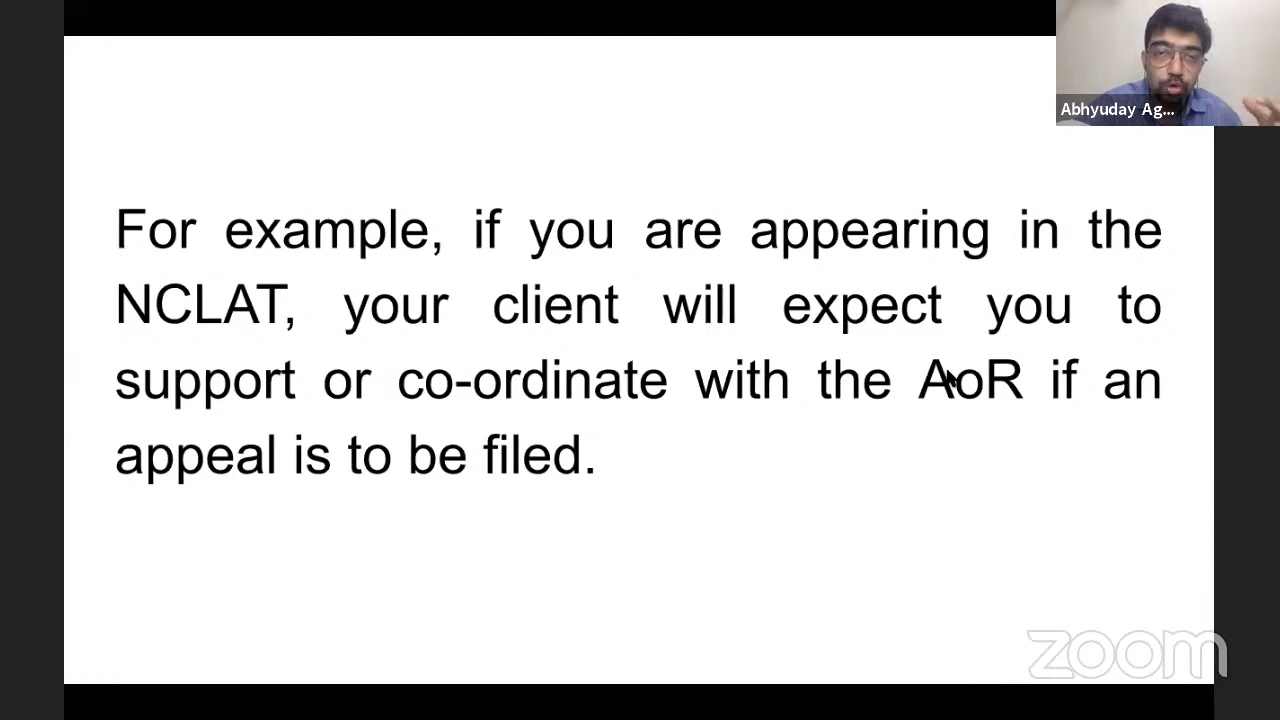 Abhyuday Ag...
For example, if you are appearing in the
NCLAT, your client will expect you to
support or co-ordinate with the AoR if an
appeal is to be filed.
zoom